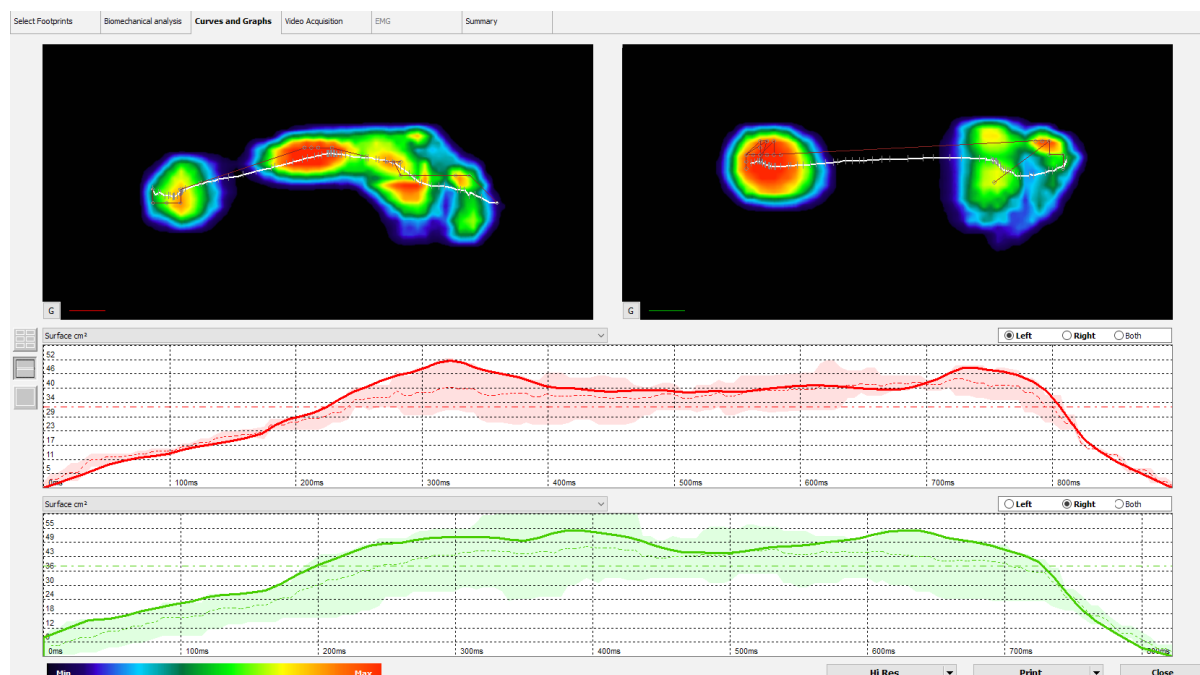 Select Footprints Biomechanical analysis Curves and Graphs Video Acquisition EMG Summary
G G
Surface cm²
Left Right Both
52
46
40
34
29
23
17
11
5
0ms 100ms 200ms 300ms 400ms 500ms 600ms 700ms 800ms
Surface cm²
Left Right Both
55
49
43
36
30
24
18
12
0ms 100ms 200ms 300ms 400ms 500ms 600ms 700ms
Min Max Hi Res Print Close